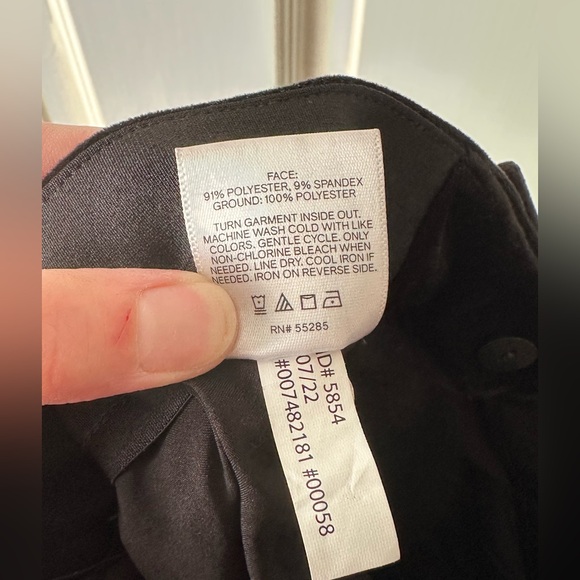 FACE:
91% POLYESTER, 9% SPANDEX
GROUND: 100% POLYESTER
TURN GARMENT INSIDE OUT.
MACHINE WASH COLD WITH LIKE
COLORS. GENTLE CYCLE. ONLY
NON-CHLORINE BLEACH WHEN
NEEDED. LINE DRY. COOL IRON IF
NEEDED. IRON ON REVERSE SIDE.
RN# 55285
ID# 5854
07/22
#007482181 #00058